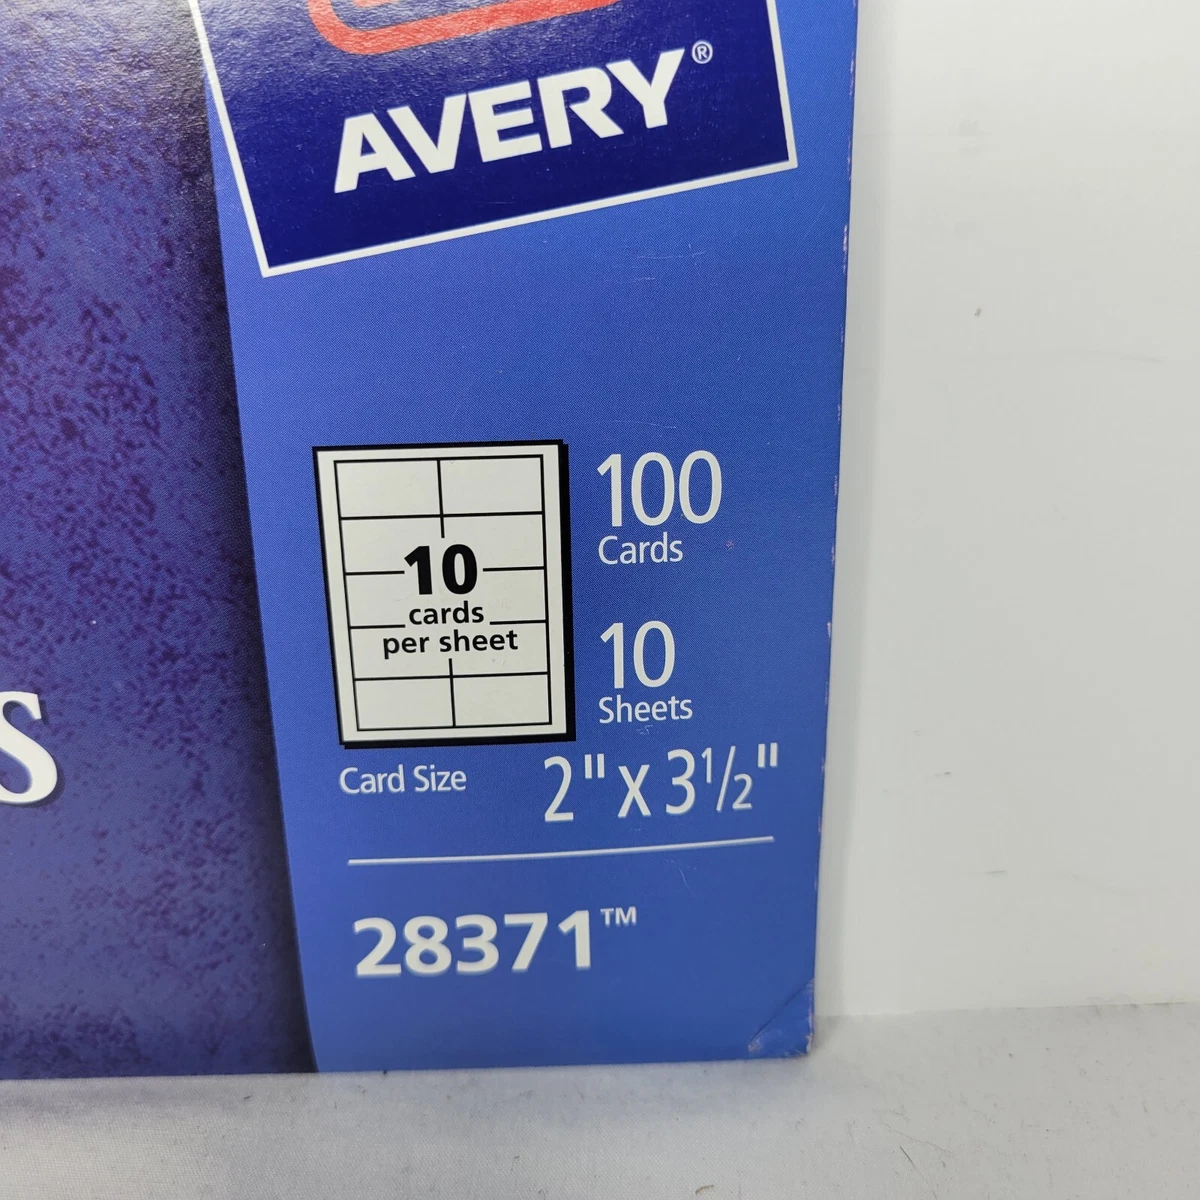 AVERY®
10
cards
per sheet
100
Cards
10
Sheets
Card Size 2" x 3½"
28371™
S